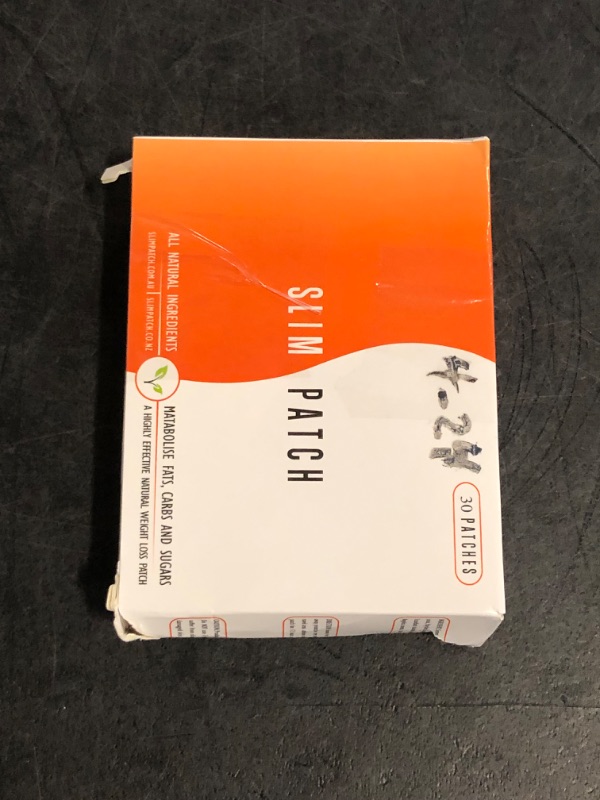 SLIM PATCH
30 PATCHES
ALL NATURAL INGREDIENTS
SLIMPATCH.COM.AU | SLIMPATCH.CO.NZ
MATABOLISE FATS, CARBS AND SUGARS
A HIGHLY EFFECTIVE NATURAL WEIGHT LOSS PATCH